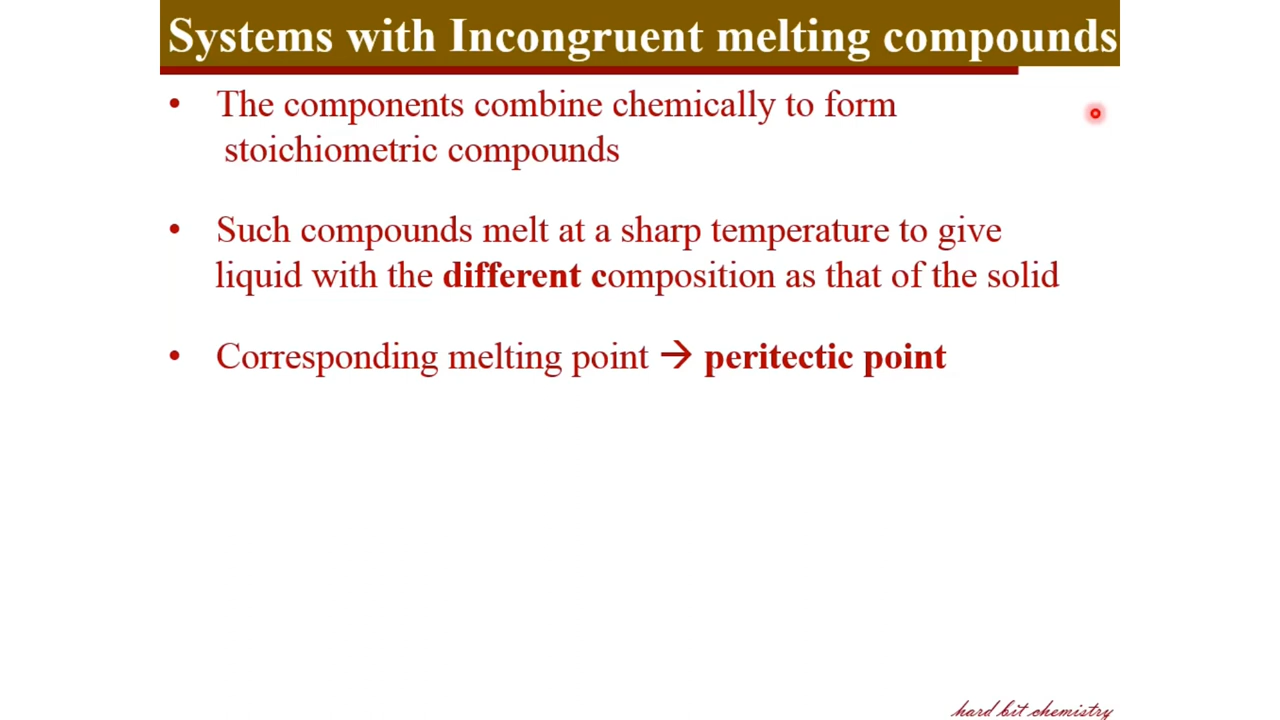 Systems with Incongruent melting compounds
• The components combine chemically to form
stoichiometric compounds
• Such compounds melt at a sharp temperature to give
liquid with the different composition as that of the solid
• Corresponding melting point → peritectic point
hard bit chemistry